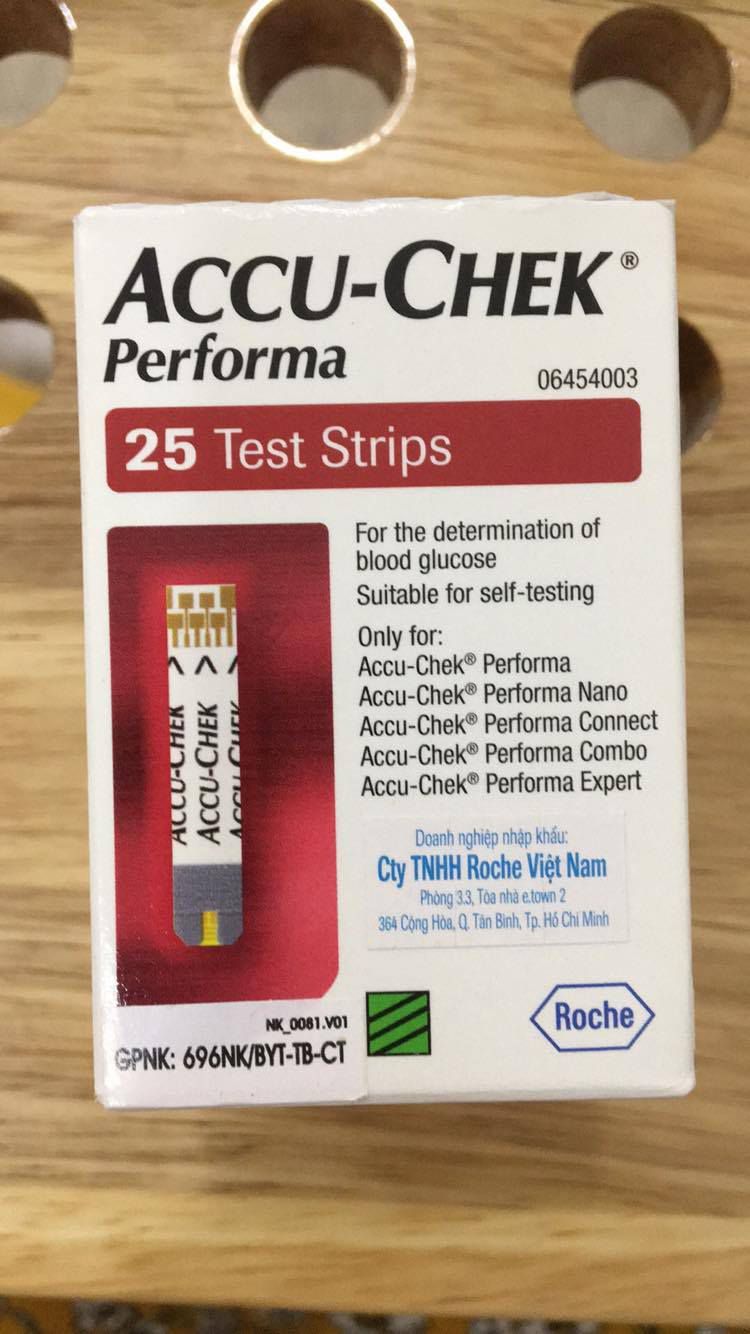 ACCU-CHEK®
Performa
06454003
25 Test Strips
For the determination of
blood glucose
Suitable for self-testing
Only for:
Accu-Chek® Performa
Accu-Chek® Performa Nano
Accu-Chek® Performa Connect
Accu-Chek® Performa Combo
Accu-Chek® Performa Expert
ACCU-CHEK
ACCU-CHEK
ACCU-CHEK
Doanh nghiệp nhập khẩu:
Cty TNHH Roche Việt Nam
Phòng 3.3, Tòa nhà e.town 2
364 Cộng Hòa, Q. Tân Bình, Tp. Hồ Chí Minh
NK_0081.V01
GPNK: 696NK/BYT-TB-CT
Roche